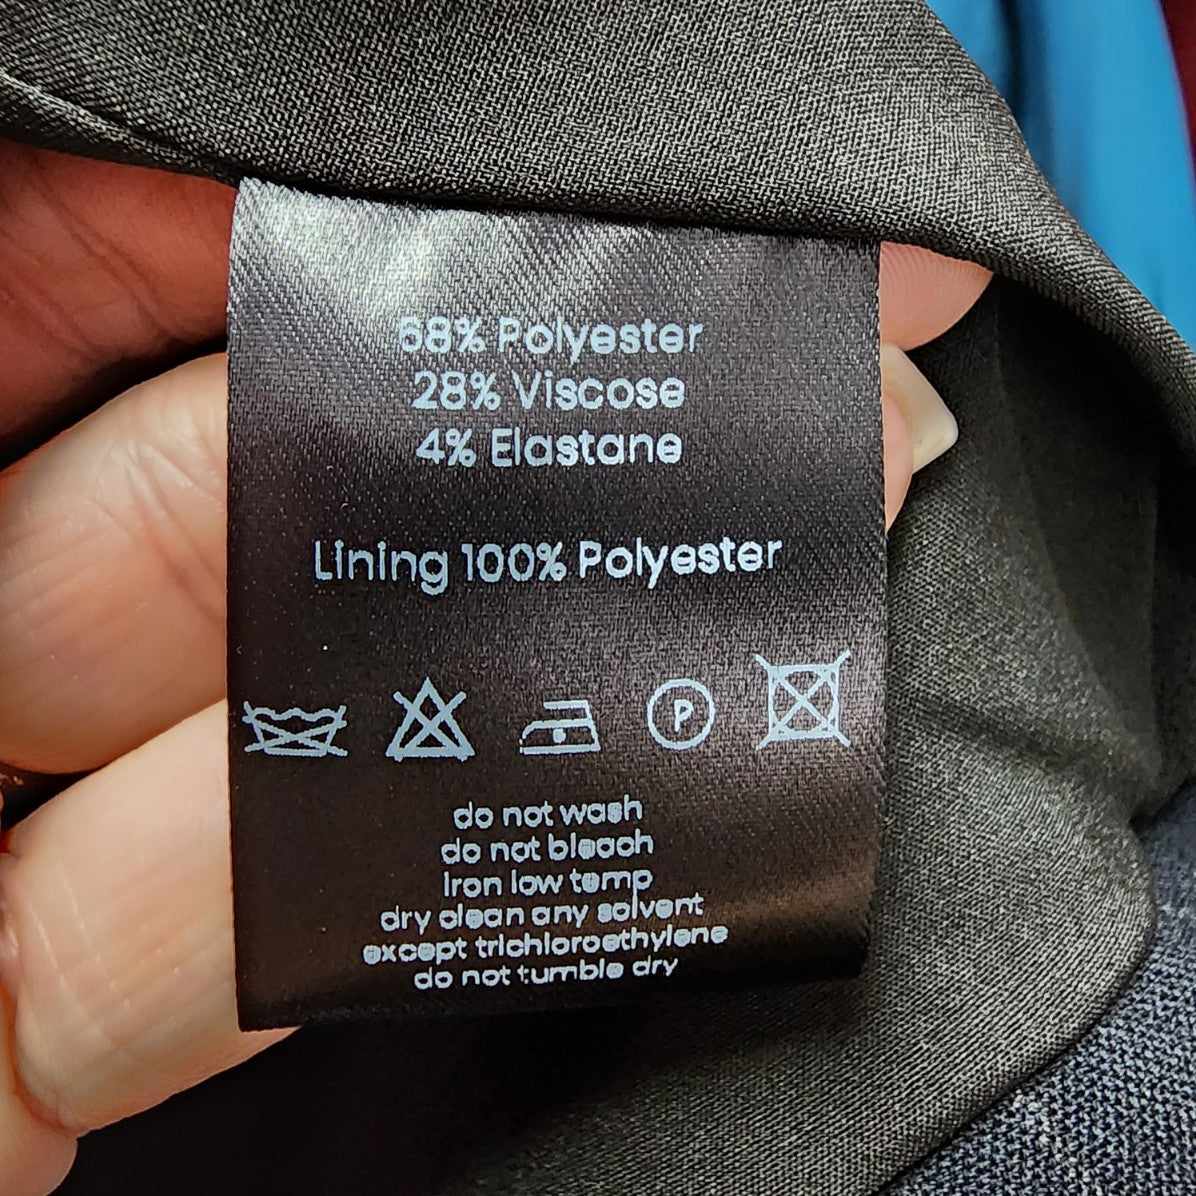 68% Polyester
28% Viscose
4% Elastane
Lining 100% Polyester
P
do not wash
do not bleach
Iron low temp
dry clean any solvent
except trichloroethylene
do not tumble dry